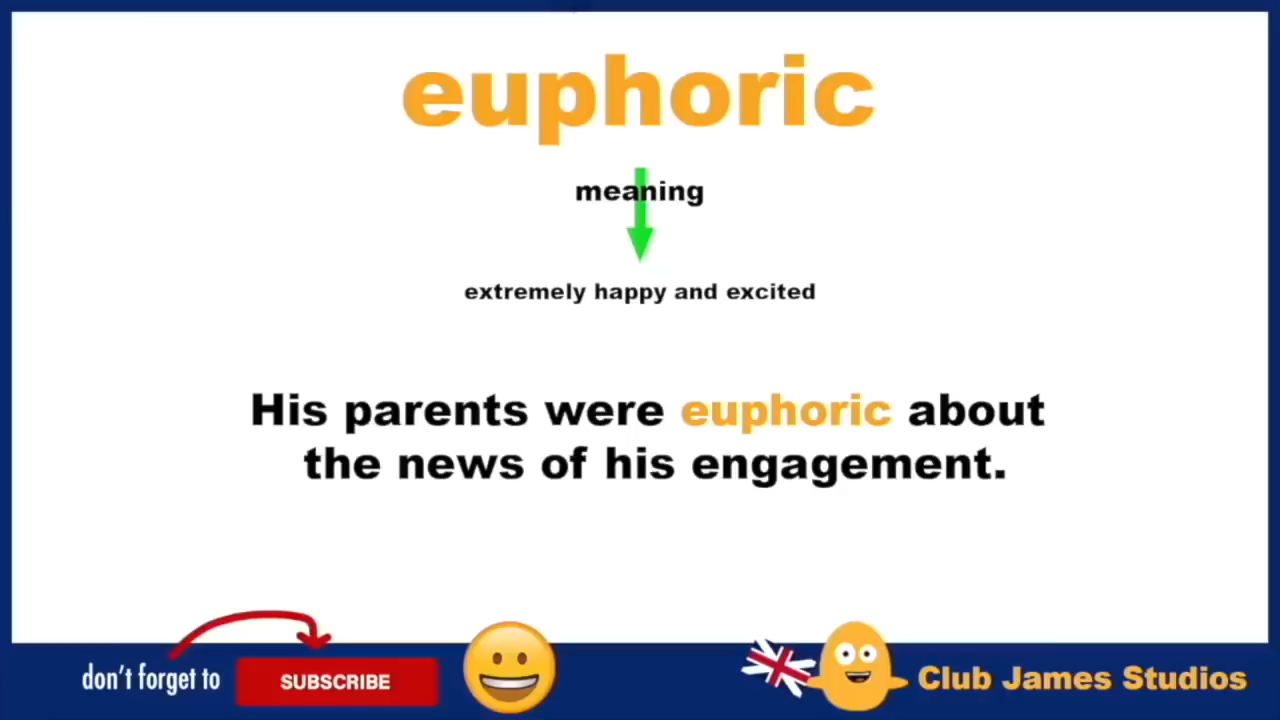 euphoric
meaning
extremely happy and excited
His parents were euphoric about
the news of his engagement.
don't forget to
SUBSCRIBE
Club James Studios